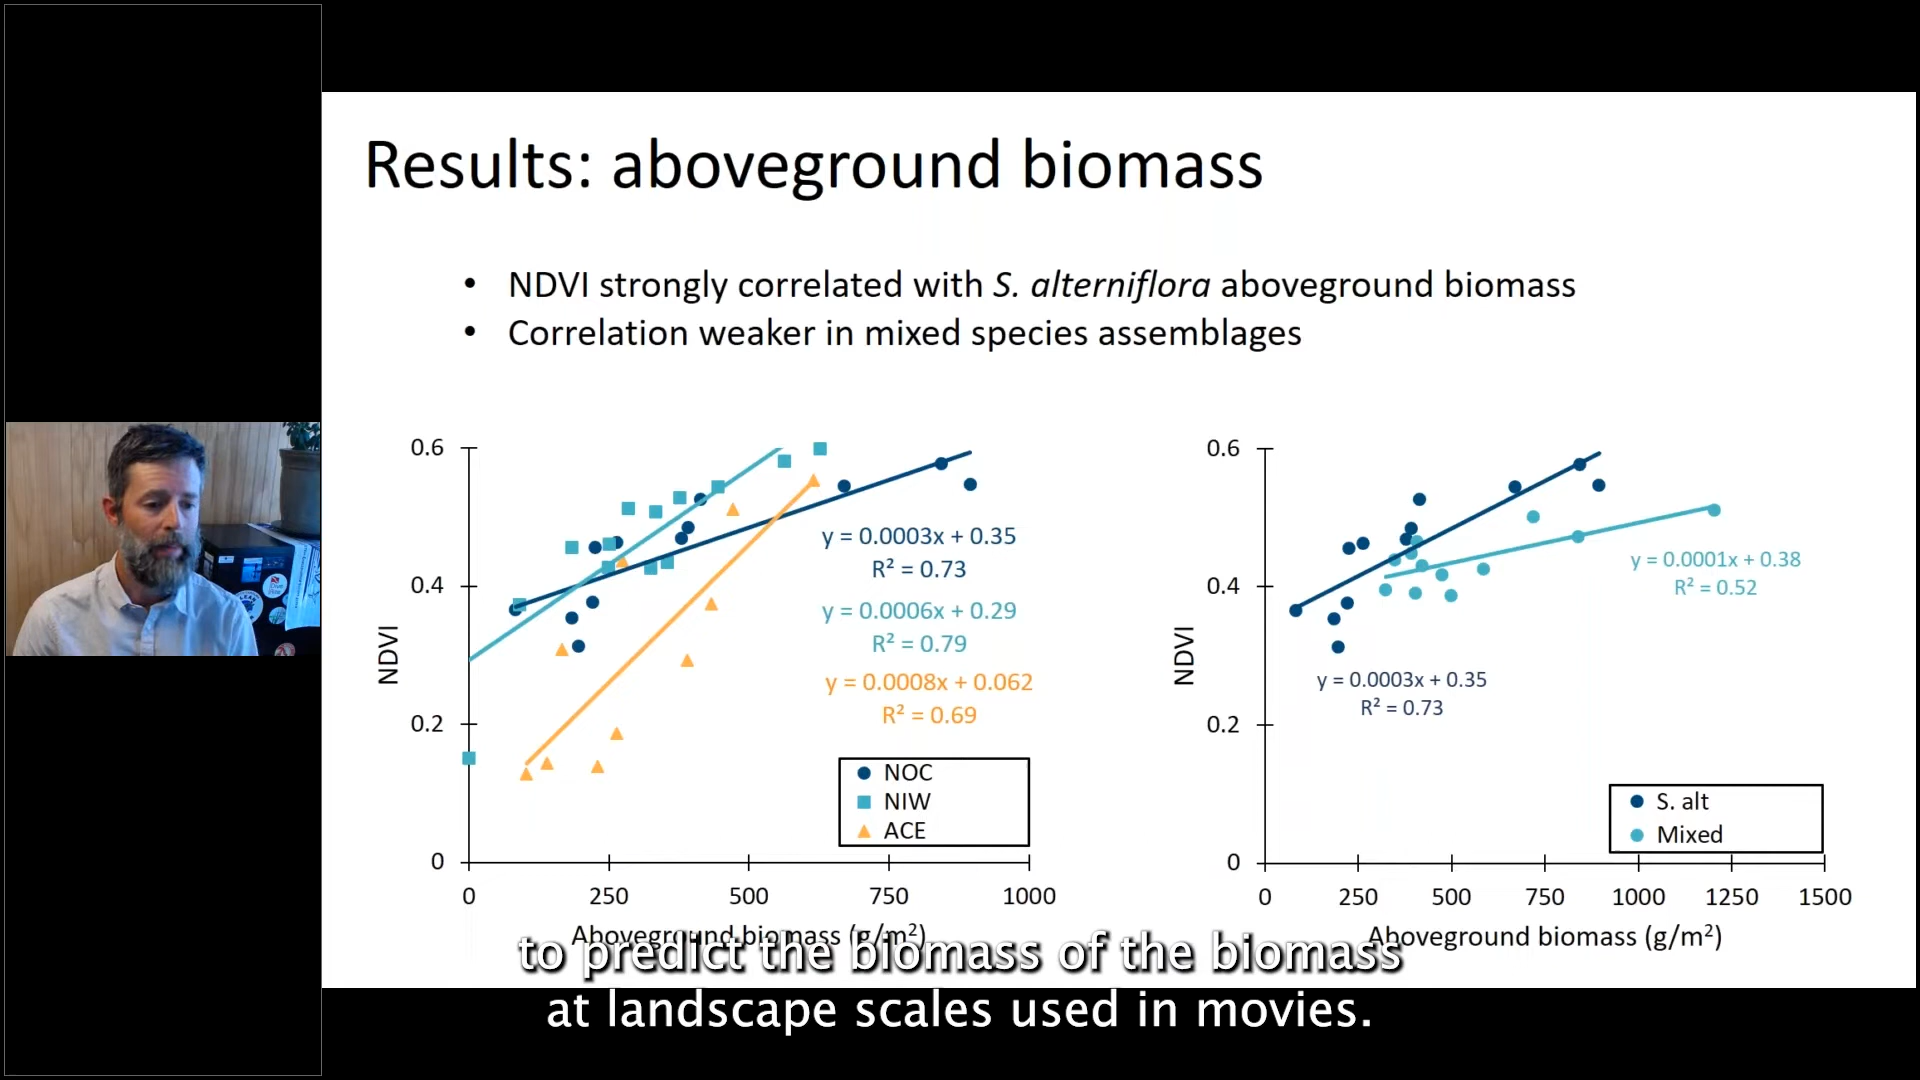 Results: aboveground biomass
• NDVI strongly correlated with S. alterniflora aboveground biomass
• Correlation weaker in mixed species assemblages
0.6
0.4
0.2
0
NDVI
0
250
500
750
1000
Aboveground biomass (g/m²)
y = 0.0003x + 0.35
R² = 0.73
y = 0.0006x + 0.29
R² = 0.79
y = 0.0008x + 0.062
R² = 0.69
NOC
NIW
ACE
0.6
0.4
0.2
0
NDVI
0
250
500
750
1000
1250
1500
Aboveground biomass (g/m²)
y = 0.0001x + 0.38
R² = 0.52
y = 0.0003x + 0.35
R² = 0.73
S. alt
Mixed
to predict the biomass of the biomass
at landscape scales used in movies.